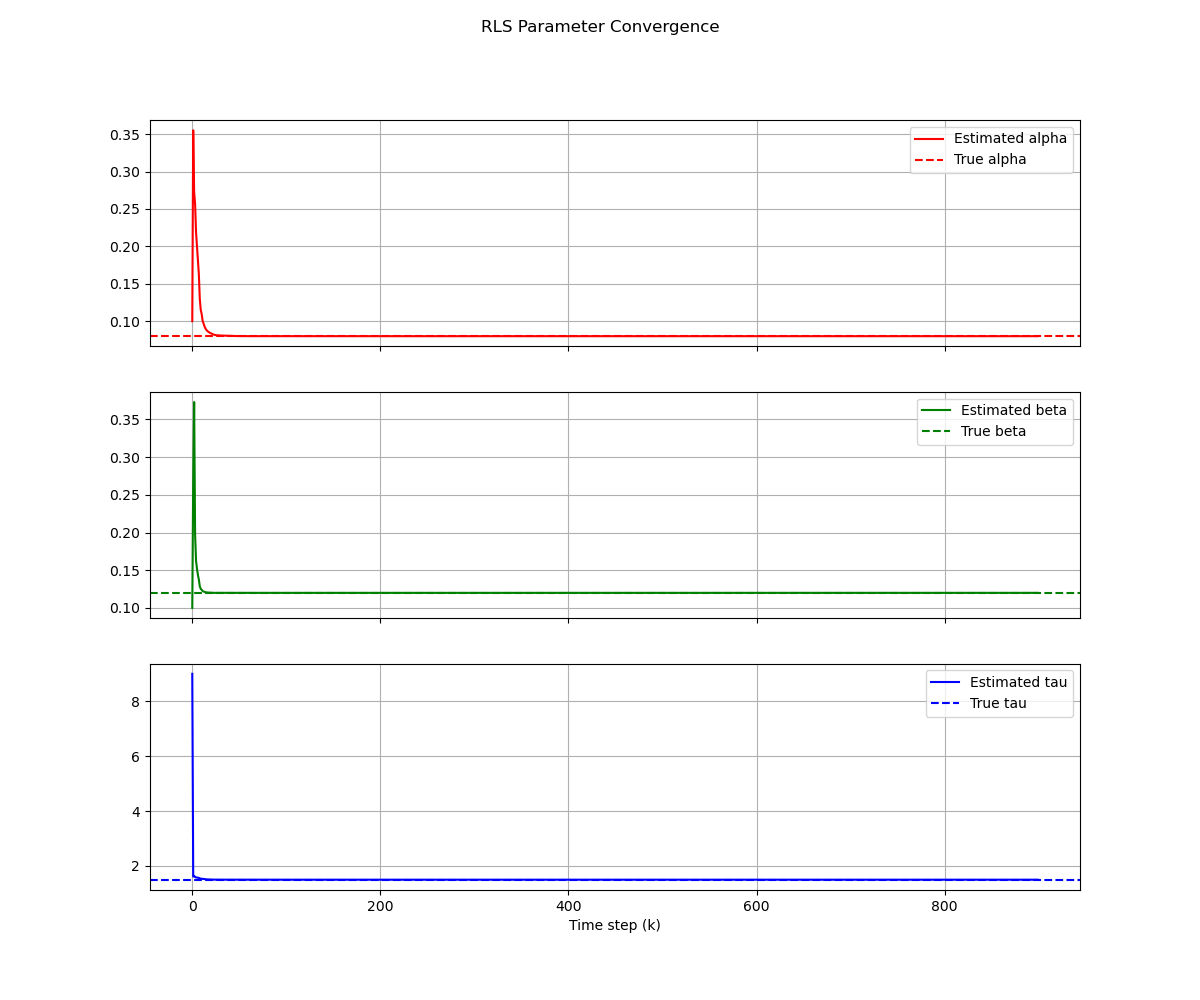 RLS Parameter Convergence
0.35
0.30
0.25
0.20
0.15
0.10
Estimated alpha
True alpha
0.35
0.30
0.25
0.20
0.15
0.10
Estimated beta
True beta
8
6
4
2
Estimated tau
True tau
0 200 400 600 800
Time step (k)